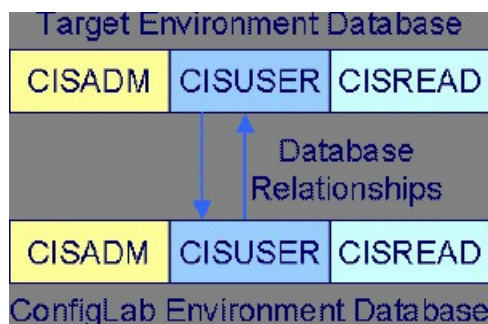 Target Environment Database
CISADM CISUSER CISREAD
Database
Relationships
CISADM CISUSER CISREAD
ConfigLab Environment Database